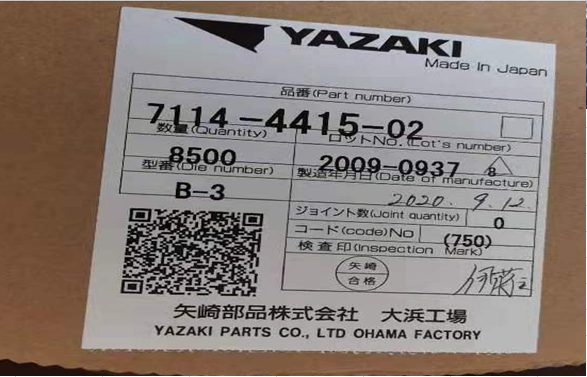 YAZAKI
Made In Japan
品番(Part number)
7114-4415-02
数量(Quantity)
ロットNo.(Lot's number)
8500
2009-0937 8
型番(Die number)
製造年月日(Date of manufacture)
B-3
2020. 9. 12
ジョイント数(Joint quantity) 0
コード(code)No (750)
検査印(Inspection Mark)
矢崎
合格
矢崎部品株式会社 大浜工場
YAZAKI PARTS CO., LTD OHAMA FACTORY